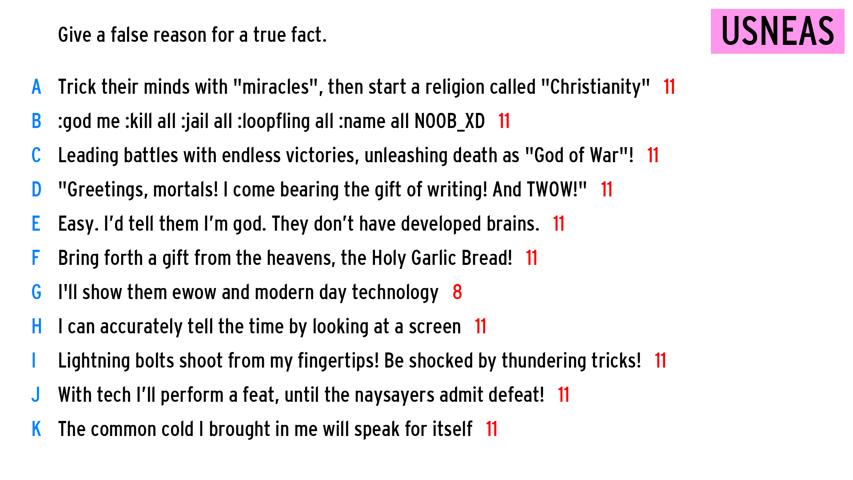 Give a false reason for a true fact.
USNEAS
A Trick their minds with "miracles", then start a religion called "Christianity" 11
B :god me :kill all :jail all :loopfling all :name all N00B_XD 11
C Leading battles with endless victories, unleashing death as "God of War"! 11
D "Greetings, mortals! I come bearing the gift of writing! And TWOW!" 11
E Easy. I'd tell them I'm god. They don't have developed brains. 11
F Bring forth a gift from the heavens, the Holy Garlic Bread! 11
G I'll show them ewow and modern day technology 8
H I can accurately tell the time by looking at a screen 11
I Lightning bolts shoot from my fingertips! Be shocked by thundering tricks! 11
J With tech I'll perform a feat, until the naysayers admit defeat! 11
K The common cold I brought in me will speak for itself 11